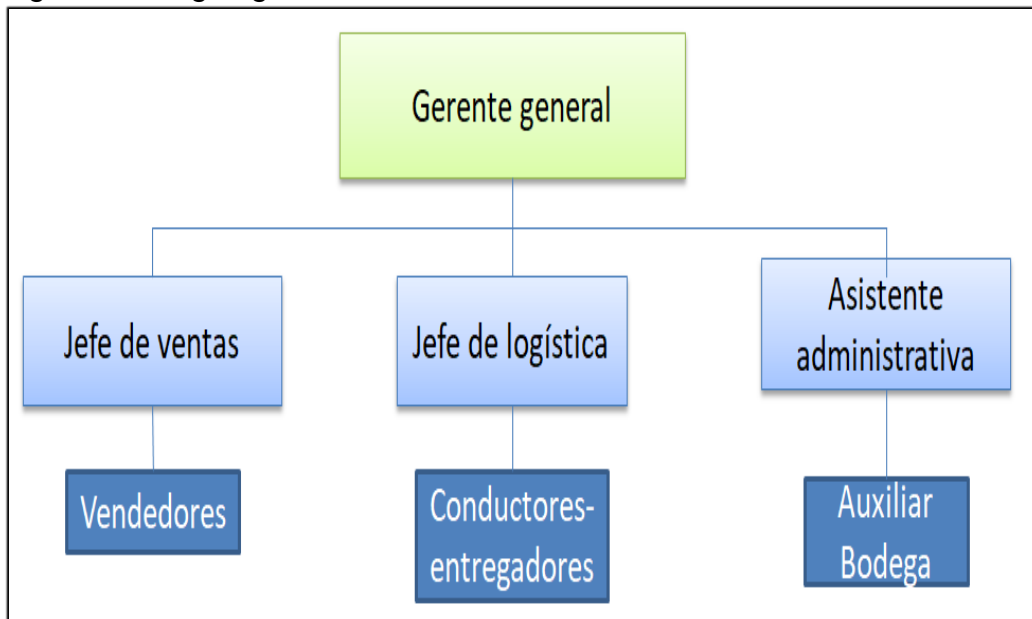 Gerente general
Jefe de ventas
Jefe de logística
Asistente
administrativa
Vendedores
Conductores-
entregadores
Auxiliar
Bodega